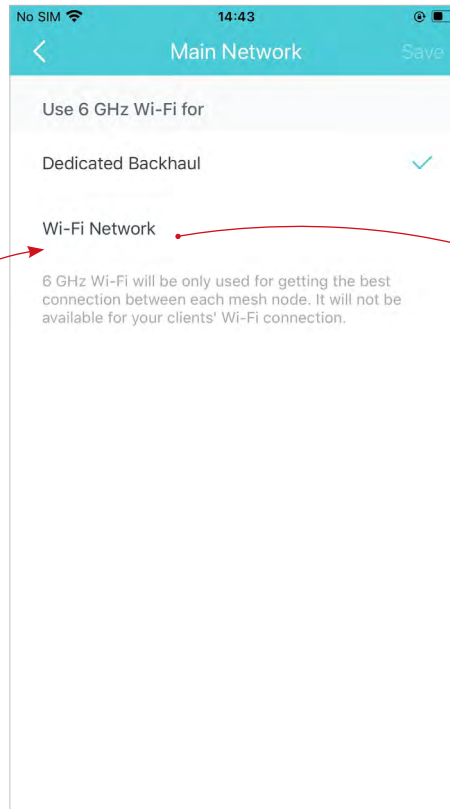 No SIM 14:43
Main Network Save
Use 6 GHz Wi-Fi for
Dedicated Backhaul
Wi-Fi Network
6 GHz Wi-Fi will be only used for getting the best
connection between each mesh node. It will not be
available for your clients' Wi-Fi connection.